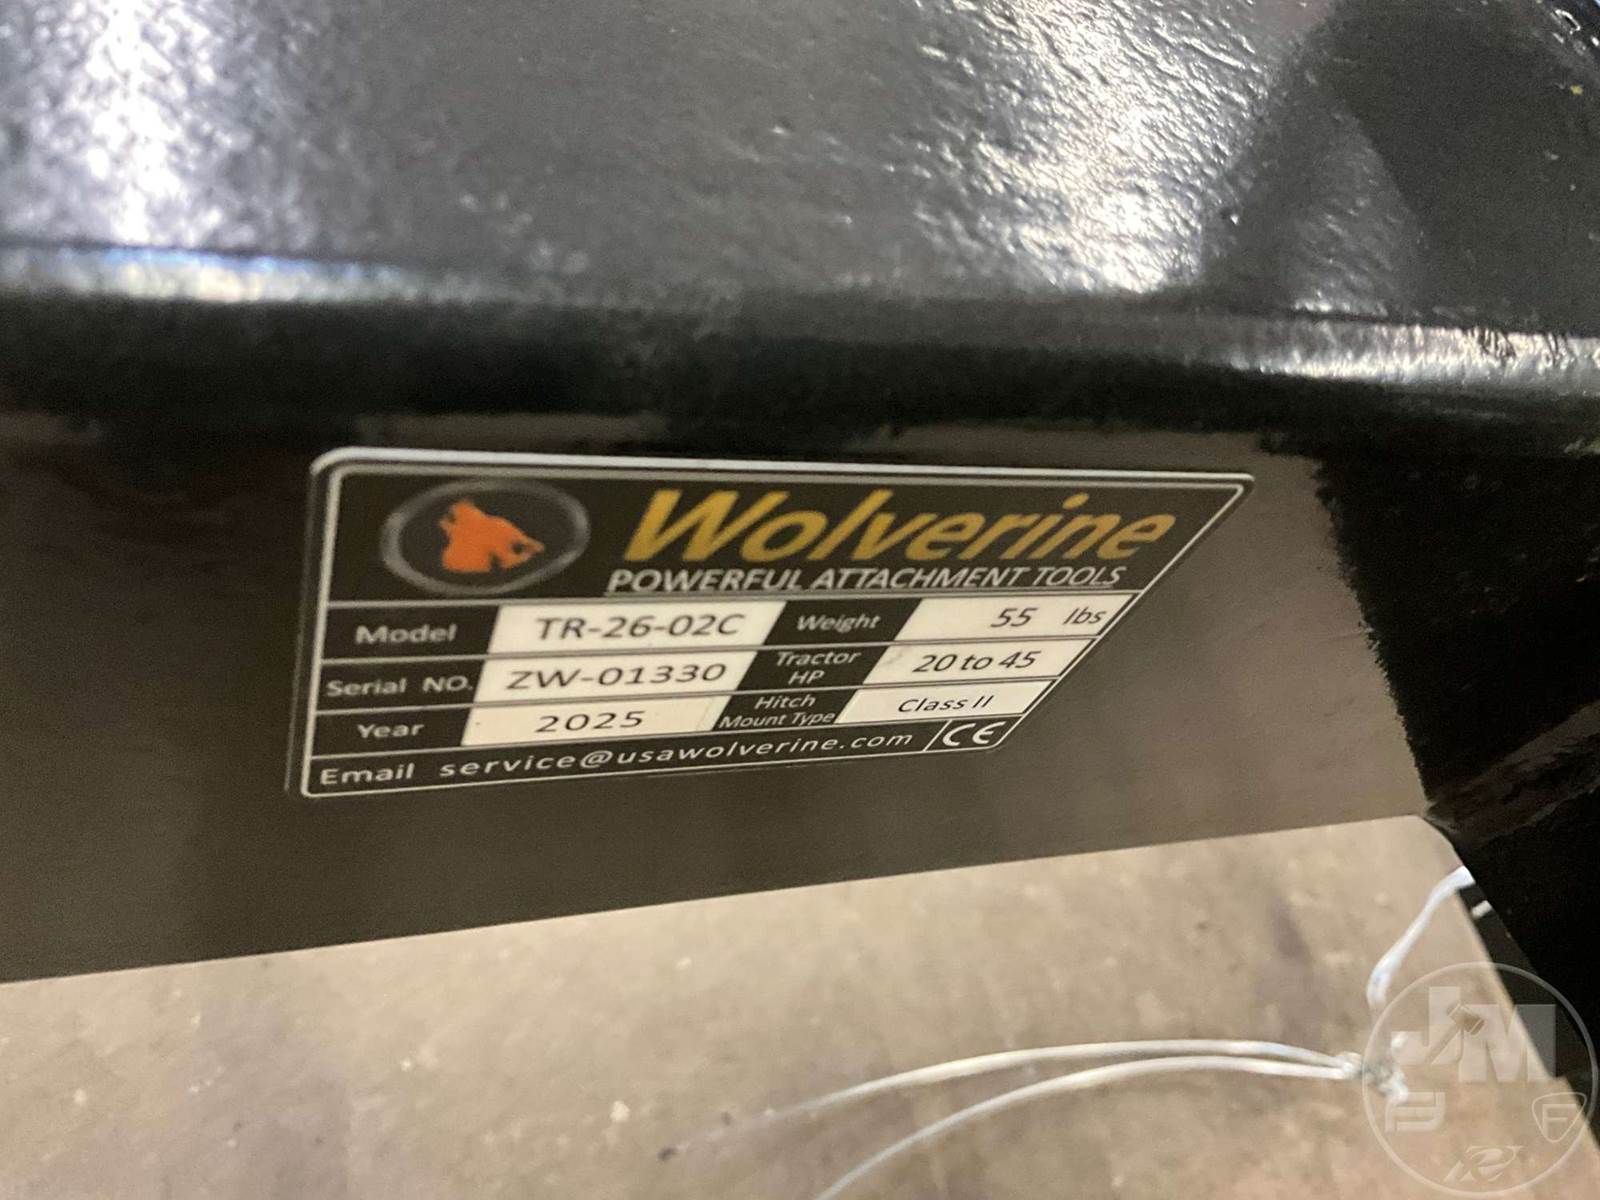 Wolverine
POWERFUL ATTACHMENT TOOLS
Model TR-26-02C Weight 55 lbs
Serial NO. ZW-01330 Tractor HP 20 to 45
Year 2025 Hitch Mount Type Class II
Email service@usawolverine.com CE
JM